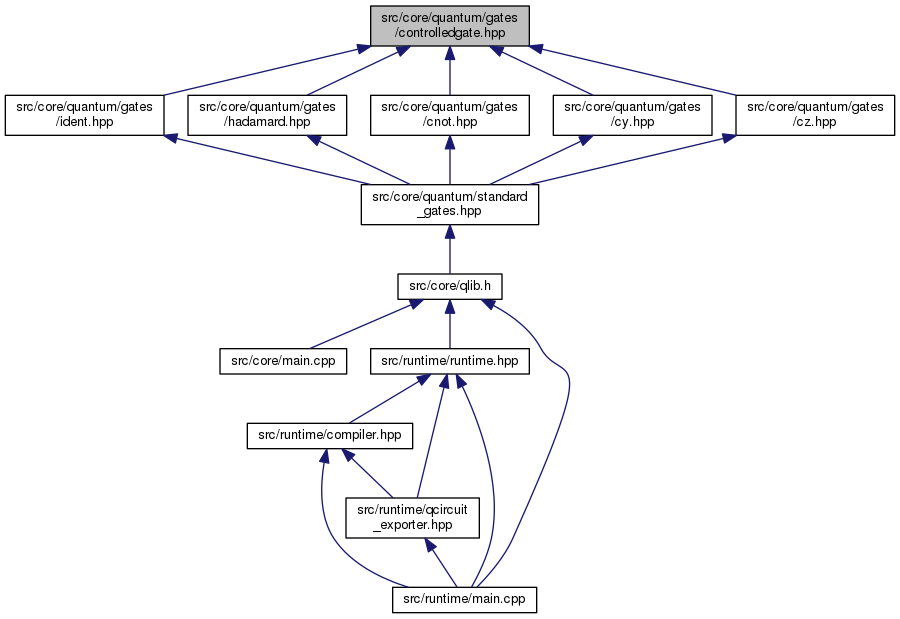 src/core/quantum/gates
/controlledgate.hpp
src/core/quantum/gates
/ident.hpp
src/core/quantum/gates
/hadamard.hpp
src/core/quantum/gates
/cnot.hpp
src/core/quantum/gates
/cy.hpp
src/core/quantum/gates
/cz.hpp
src/core/quantum/standard
_gates.hpp
src/core/qlib.h
src/core/main.cpp
src/runtime/runtime.hpp
src/runtime/compiler.hpp
src/runtime/qcircuit
_exporter.hpp
src/runtime/main.cpp